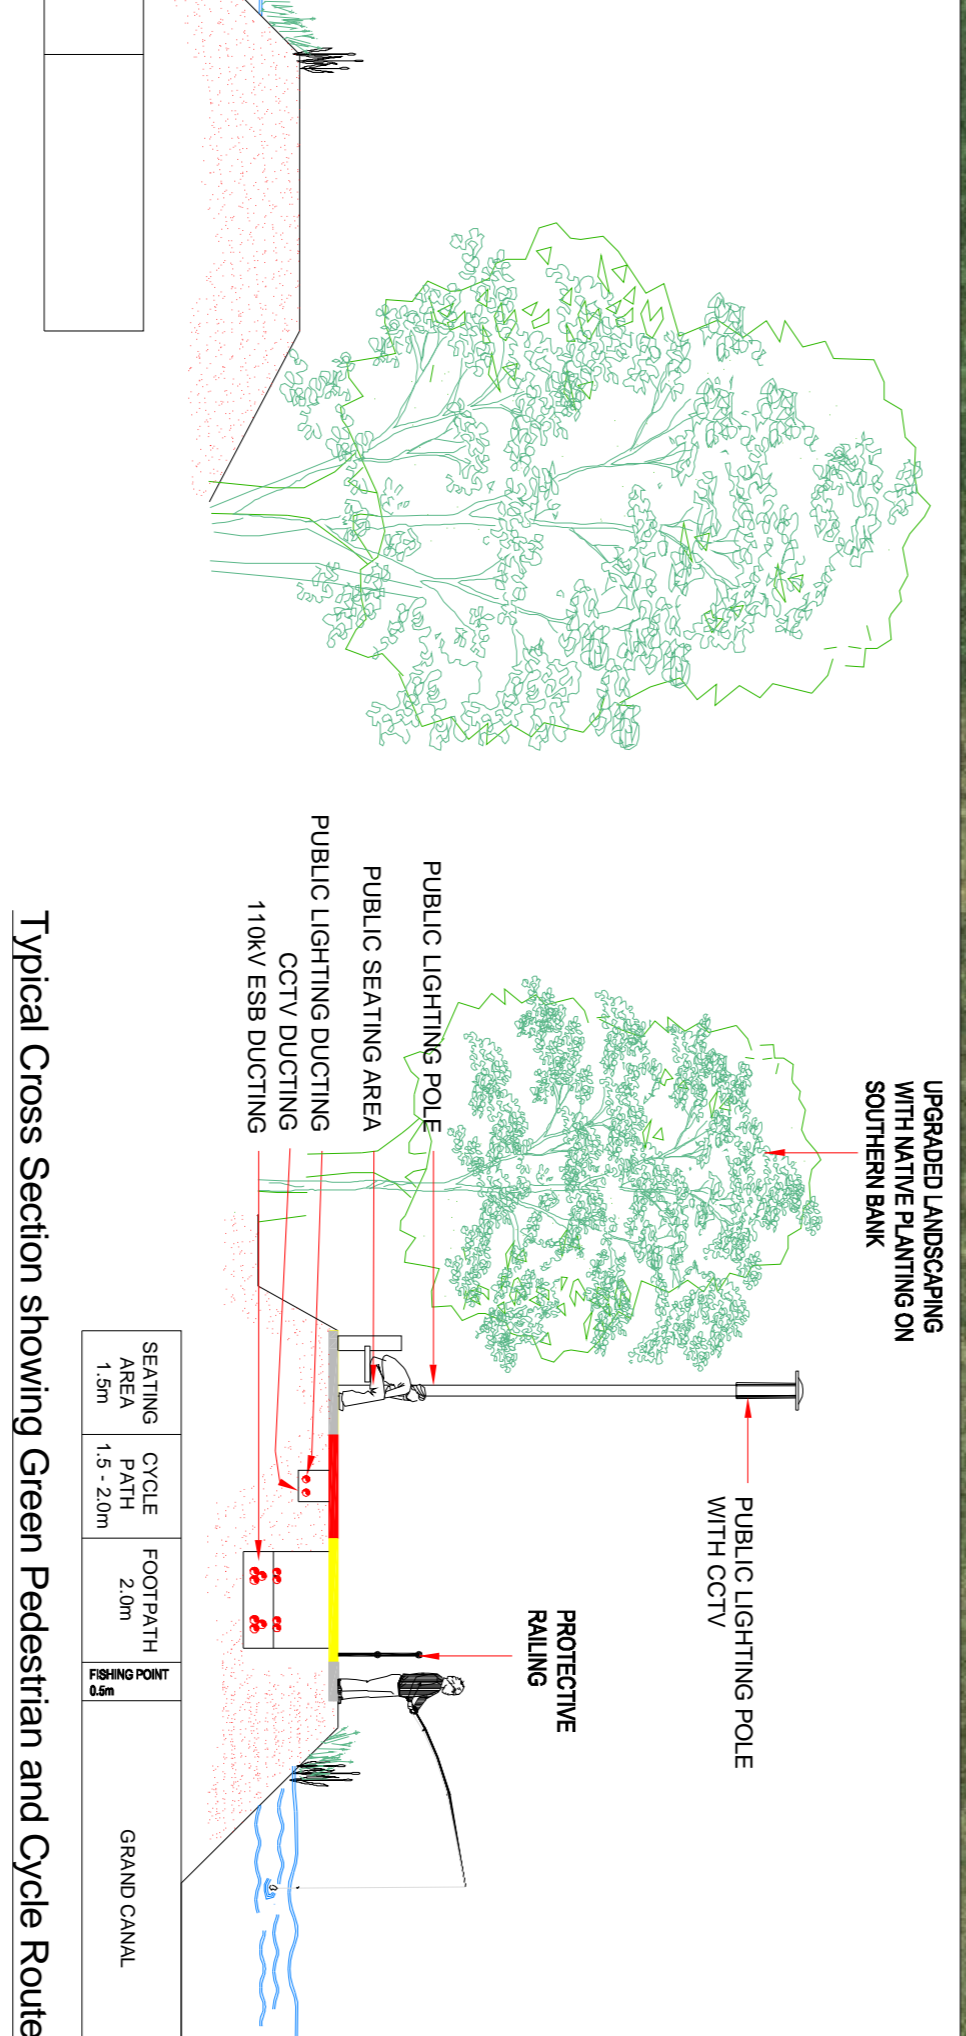 UPGRADED LANDSCAPING
WITH NATIVE PLANTING ON
SOUTHERN BANK
PUBLIC LIGHTING POLE
WITH CCTV
PROTECTIVE
RAILING
PUBLIC LIGHTING POLE
PUBLIC SEATING AREA
PUBLIC LIGHTING DUCTING
CCTV DUCTING
110kV ESB DUCTING
SEATING
AREA
1.5m
CYCLE
PATH
1.5 - 2.0m
FOOTPATH
2.0m
FISHING POINT
0.5m
GRAND CANAL
Typical Cross Section showing Green Pedestrian and Cycle Route